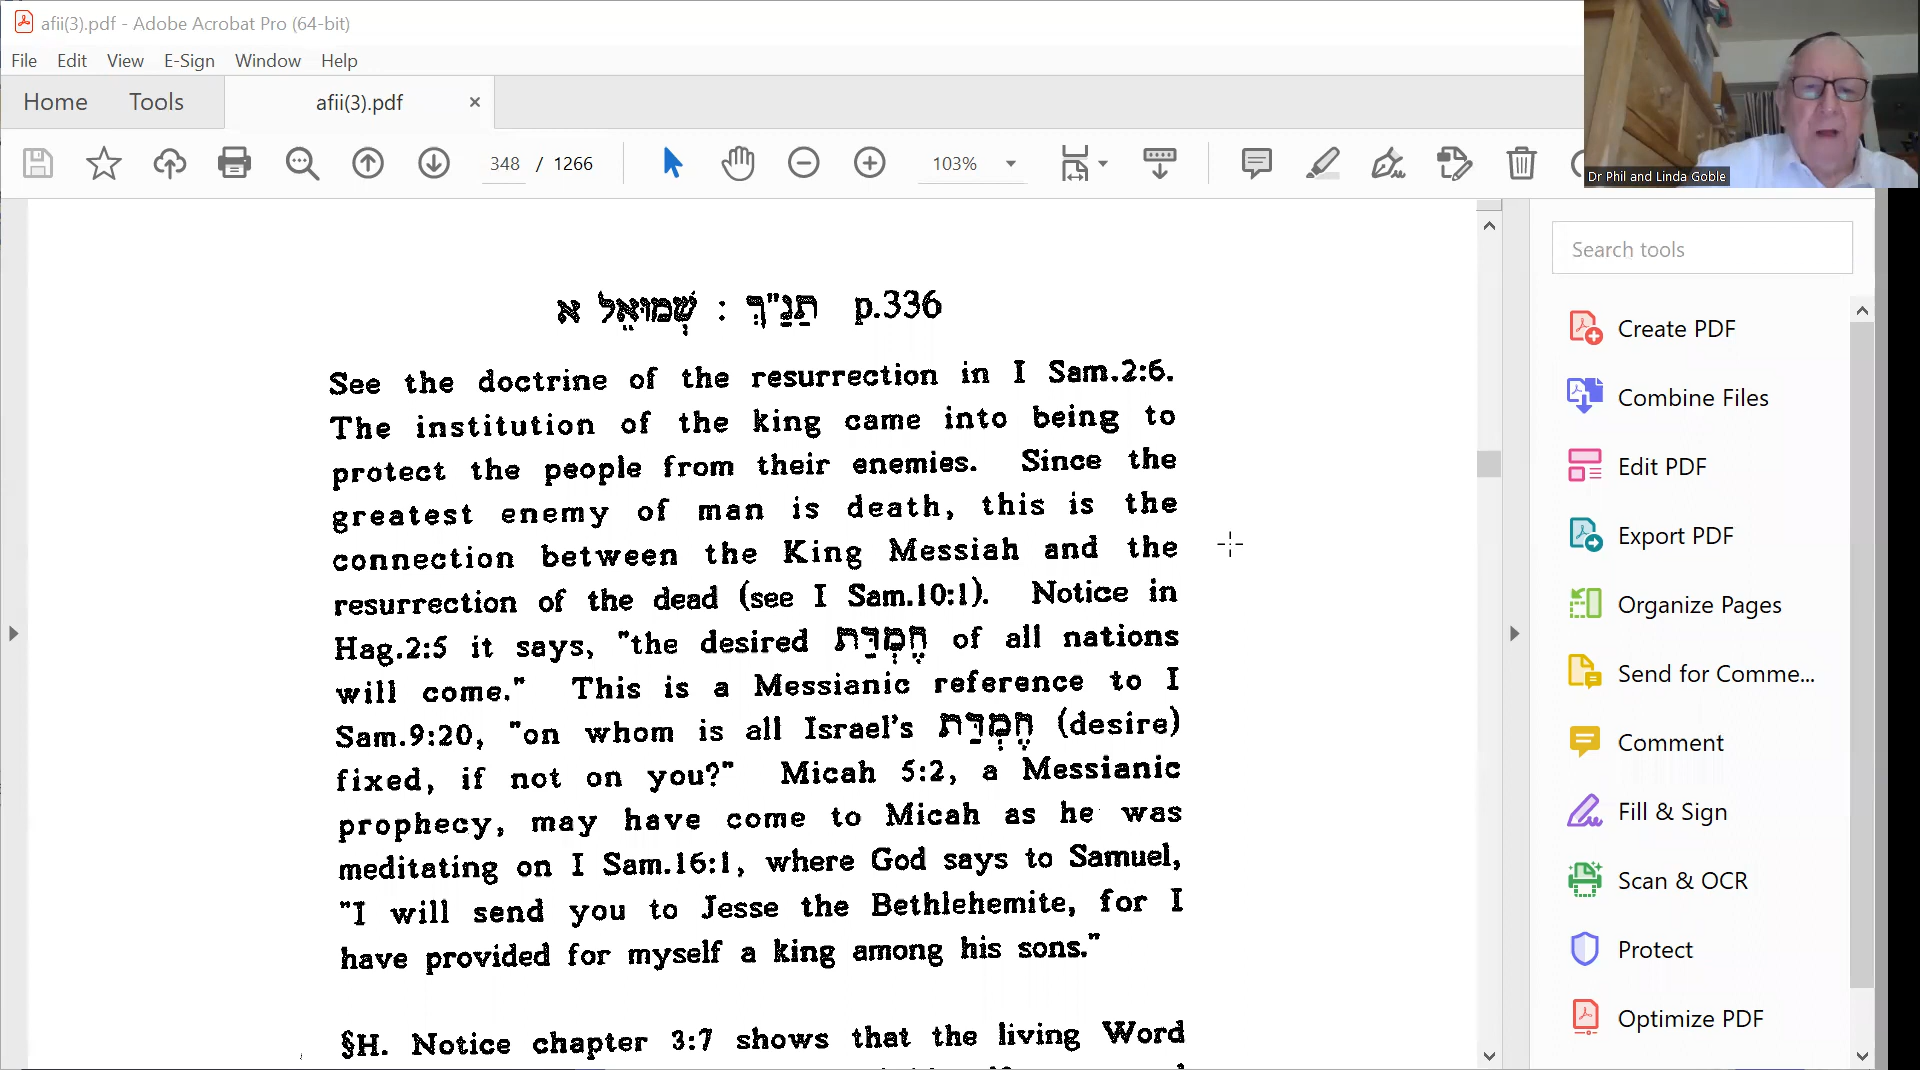 afii(3).pdf - Adobe Acrobat Pro (64-bit)
File Edit View E-Sign Window Help
Home Tools afii(3).pdf ×
348 / 1266 103%
Dr Phil and Linda Goble
תַּנַ"ךְ : שְׁמוּאֵל א p.336
See the doctrine of the resurrection in I Sam.2:6.
The institution of the king came into being to
protect the people from their enemies. Since the
greatest enemy of man is death, this is the
connection between the King Messiah and the
resurrection of the dead (see I Sam.10:1). Notice in
Hag.2:5 it says, "the desired חֶמְדַּת of all nations
will come." This is a Messianic reference to I
Sam.9:20, "on whom is all Israel's חֶמְדַּת (desire)
fixed, if not on you?" Micah 5:2, a Messianic
prophecy, may have come to Micah as he was
meditating on I Sam.16:1, where God says to Samuel,
"I will send you to Jesse the Bethlehemite, for I
have provided for myself a king among his sons."
§H. Notice chapter 3:7 shows that the living Word
Search tools
Create PDF
Combine Files
Edit PDF
Export PDF
Organize Pages
Send for Comme...
Comment
Fill & Sign
Scan & OCR
Protect
Optimize PDF